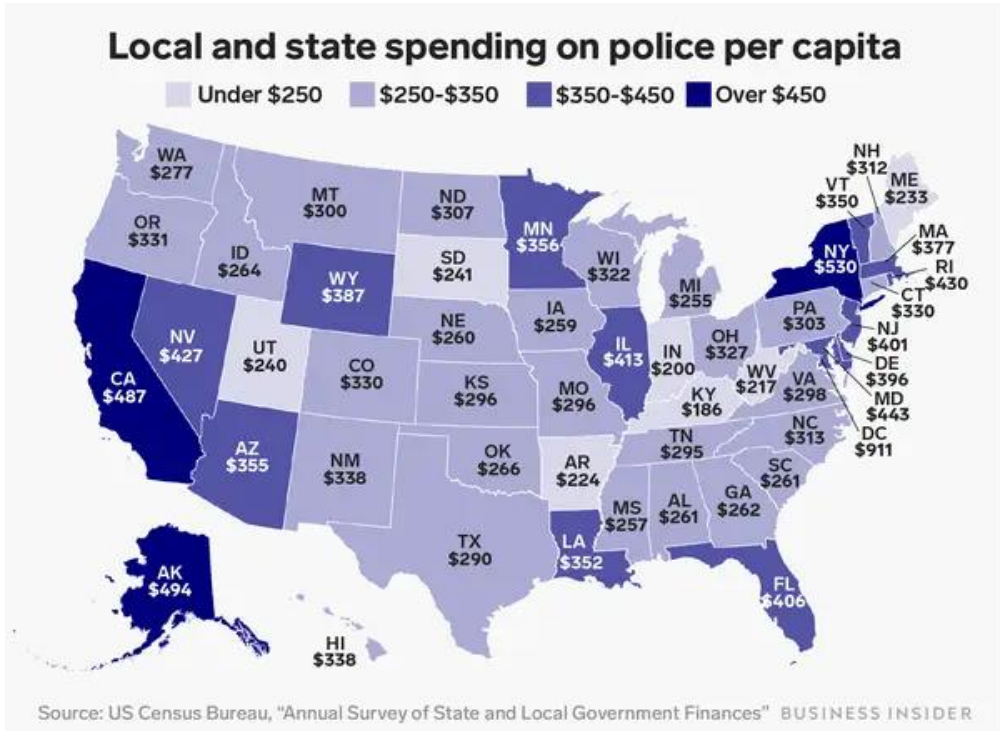 Local and state spending on police per capita
Under $250 $250-$350 $350-$450 Over $450
WA
$277
OR
$331
CA
$487
NV
$427
ID
$264
MT
$300
WY
$387
UT
$240
AZ
$355
CO
$330
NM
$338
ND
$307
SD
$241
NE
$260
KS
$296
OK
$266
TX
$290
MN
$356
IA
$259
MO
$296
AR
$224
LA
$352
WI
$322
IL
$413
MI
$255
IN
$200
OH
$327
KY
$186
TN
$295
MS
$257
AL
$261
GA
$262
FL
$406
SC
$261
NC
$313
VA
$298
WV
$217
PA
$303
NY
$530
VT
$350
NH
$312
ME
$233
MA
$377
RI
$430
CT
$330
NJ
$401
DE
$396
MD
$443
DC
$911
AK
$494
HI
$338
Source: US Census Bureau, “Annual Survey of State and Local Government Finances” BUSINESS INSIDER